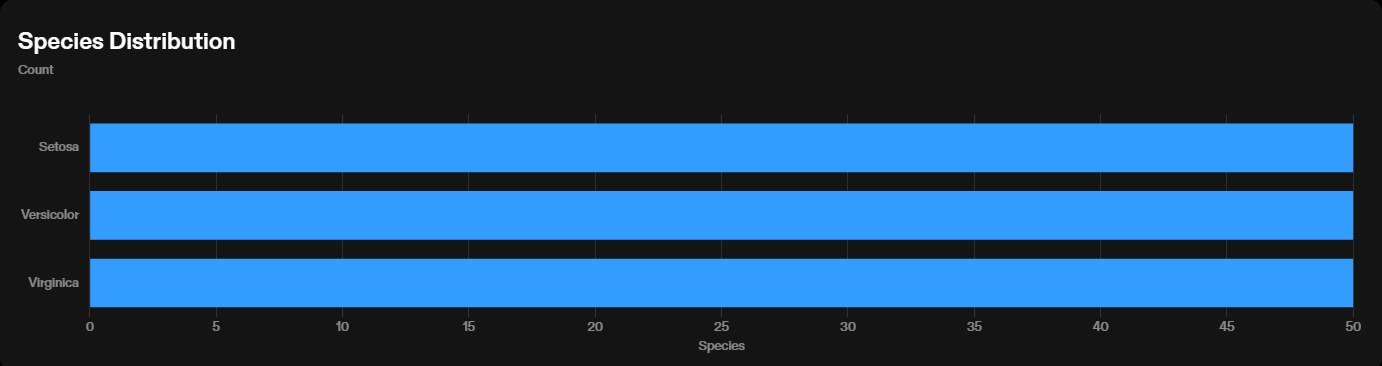 Species Distribution
Count
Setosa
Versicolor
Virginica
0 5 10 15 20 25 30 35 40 45 50
Species